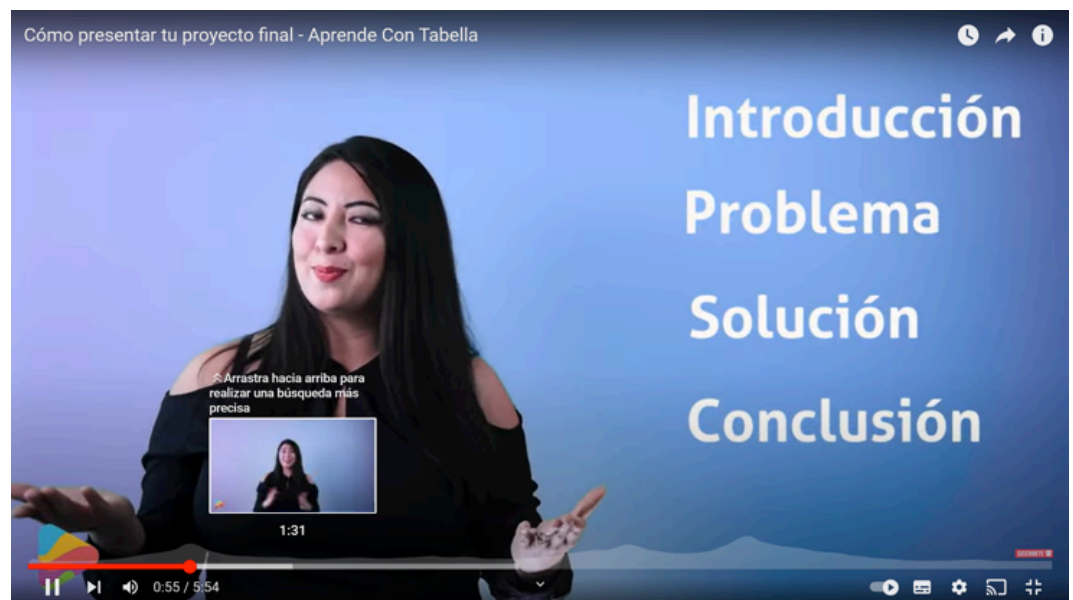 Cómo presentar tu proyecto final - Aprende Con Tabella
Introducción
Problema
Solución
Conclusión
Arrastra hacia arriba para
realizar una búsqueda más
precisa
1:31
SUSCRIBETE
0:55 / 5:54